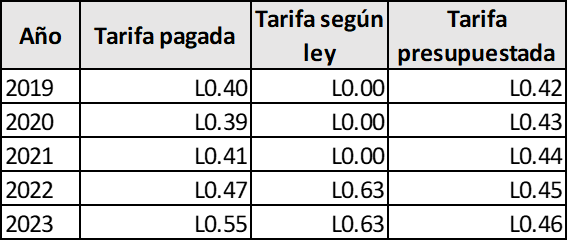 Año Tarifa pagada Tarifa según ley Tarifa presupuestada
2019 L0.40 L0.00 L0.42
2020 L0.39 L0.00 L0.43
2021 L0.41 L0.00 L0.44
2022 L0.47 L0.63 L0.45
2023 L0.55 L0.63 L0.46